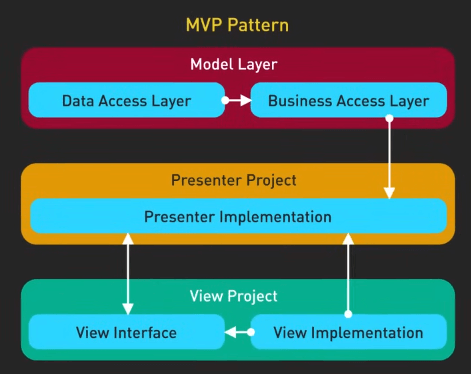 MVP Pattern
Model Layer
Data Access Layer
Business Access Layer
Presenter Project
Presenter Implementation
View Project
View Interface
View Implementation